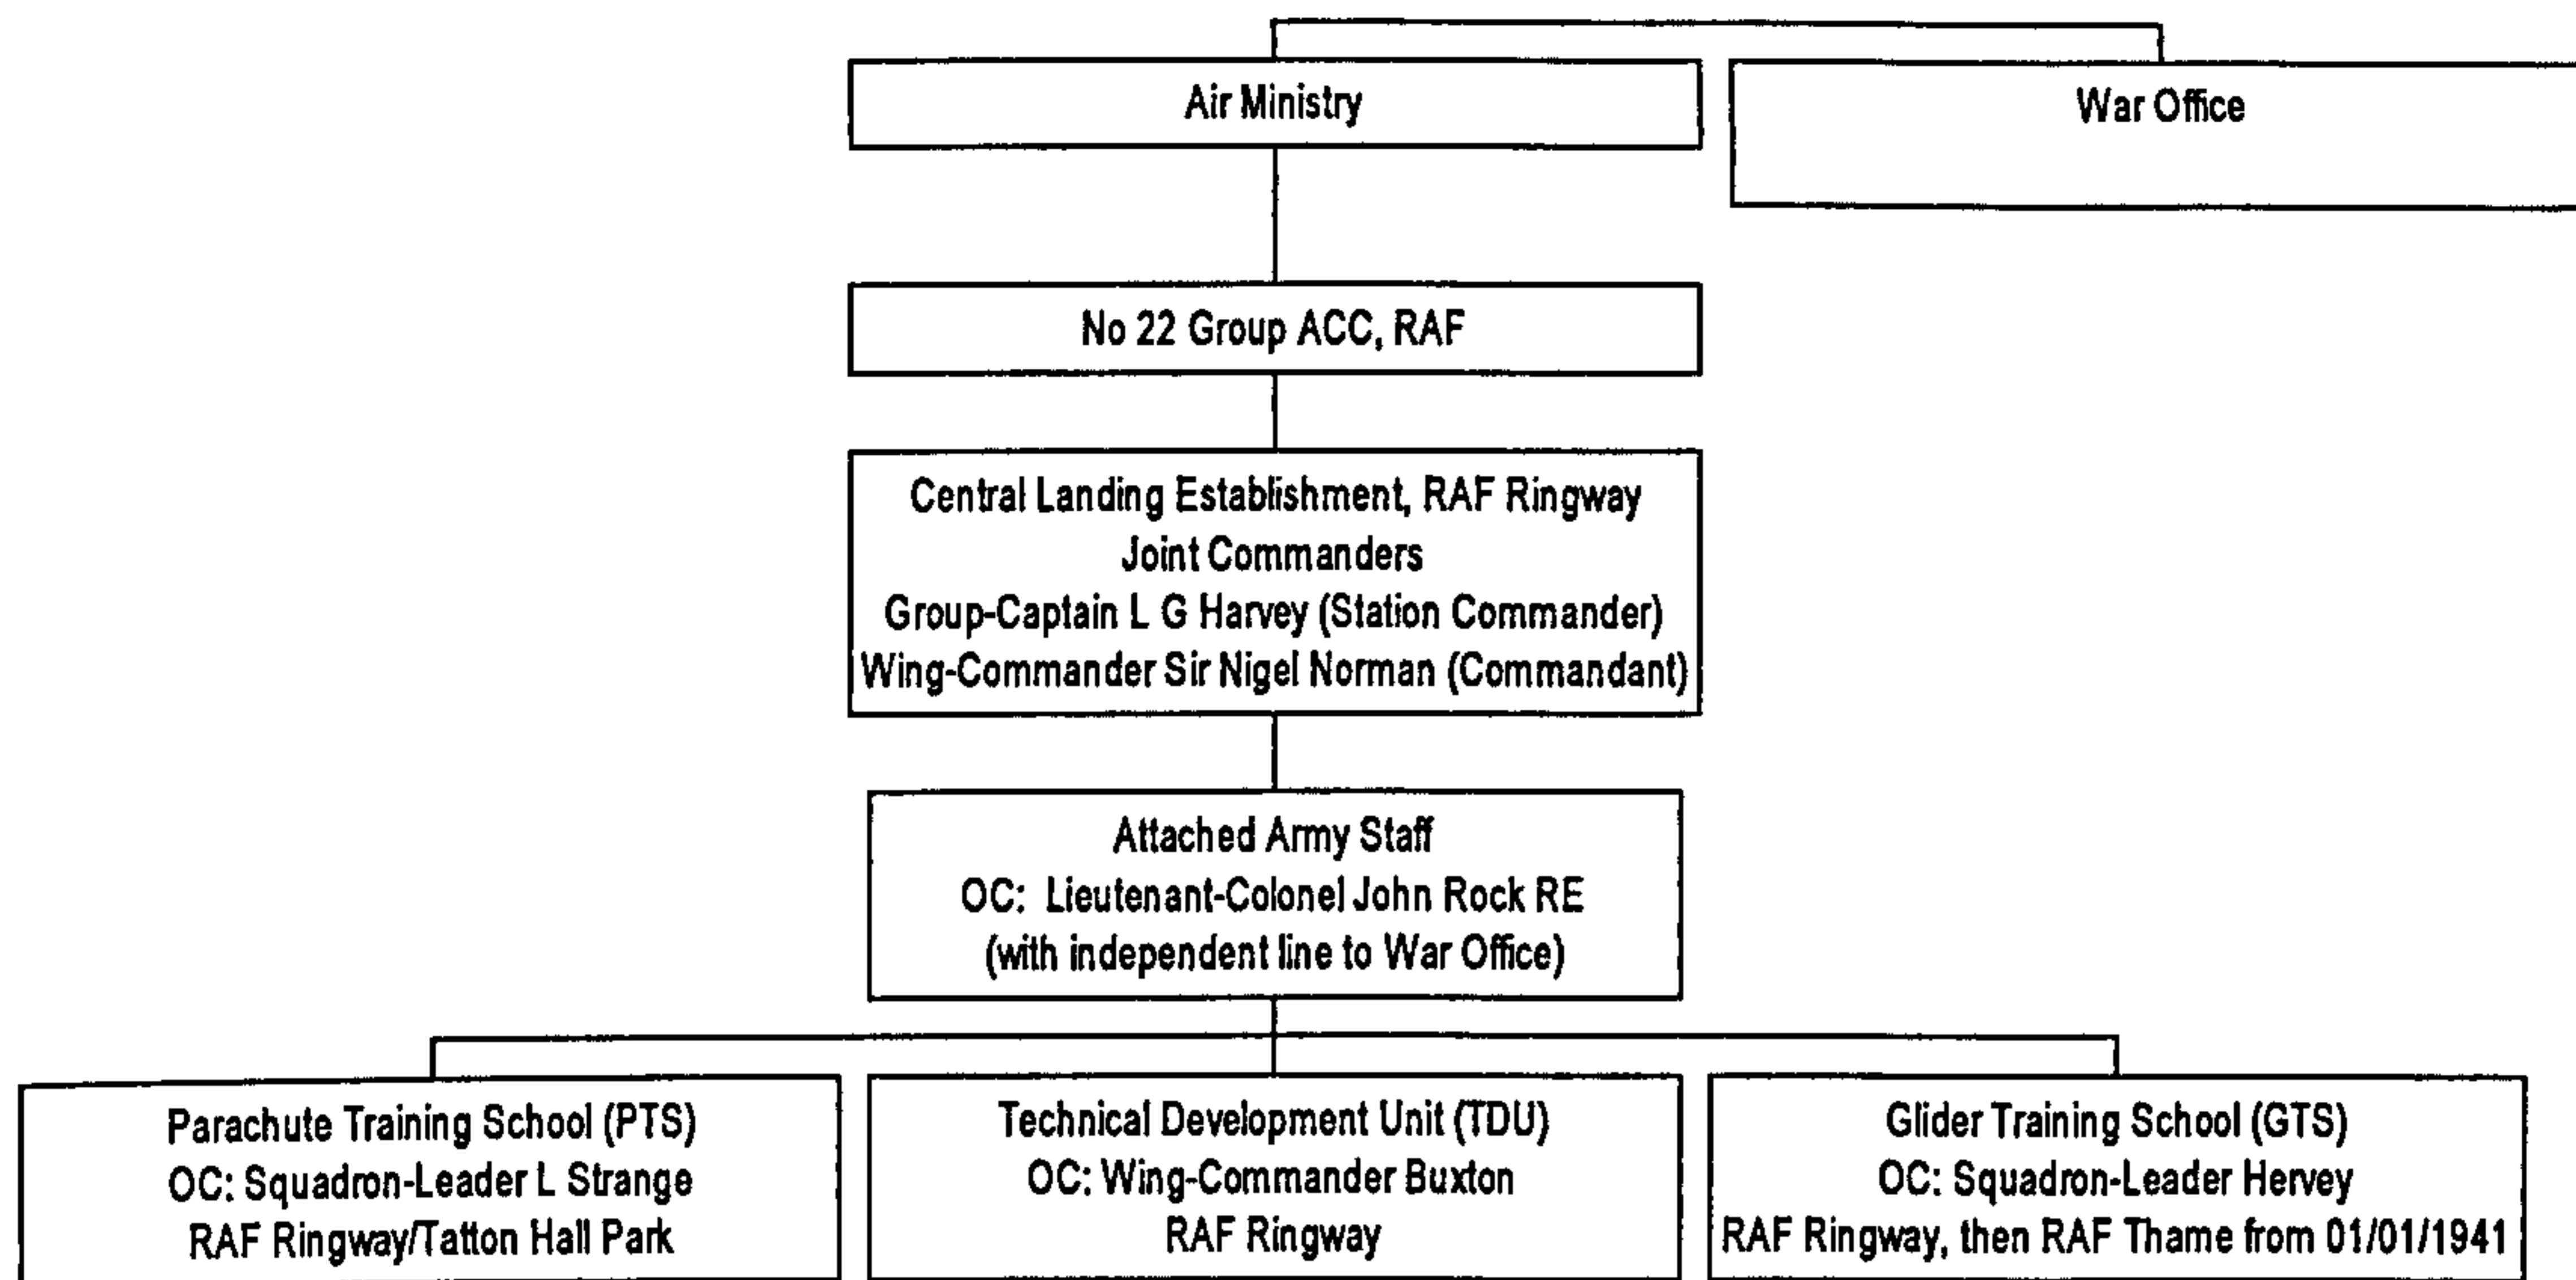 Air Ministry
War Office
No 22 Group ACC, RAF
Central Landing Establishment, RAF Ringway
Joint Commanders
Group-Captain L G Harvey (Station Commander)
Wing-Commander Sir Nigel Norman (Commandant)
Attached Army Staff
OC: Lieutenant-Colonel John Rock RE
(with independent line to War Office)
Parachute Training School (PTS)
OC: Squadron-Leader L Strange
RAF Ringway/Tatton Hall Park
Technical Development Unit (TDU)
OC: Wing-Commander Buxton
RAF Ringway
Glider Training School (GTS)
OC: Squadron-Leader Hervey
RAF Ringway, then RAF Thame from 01/01/1941